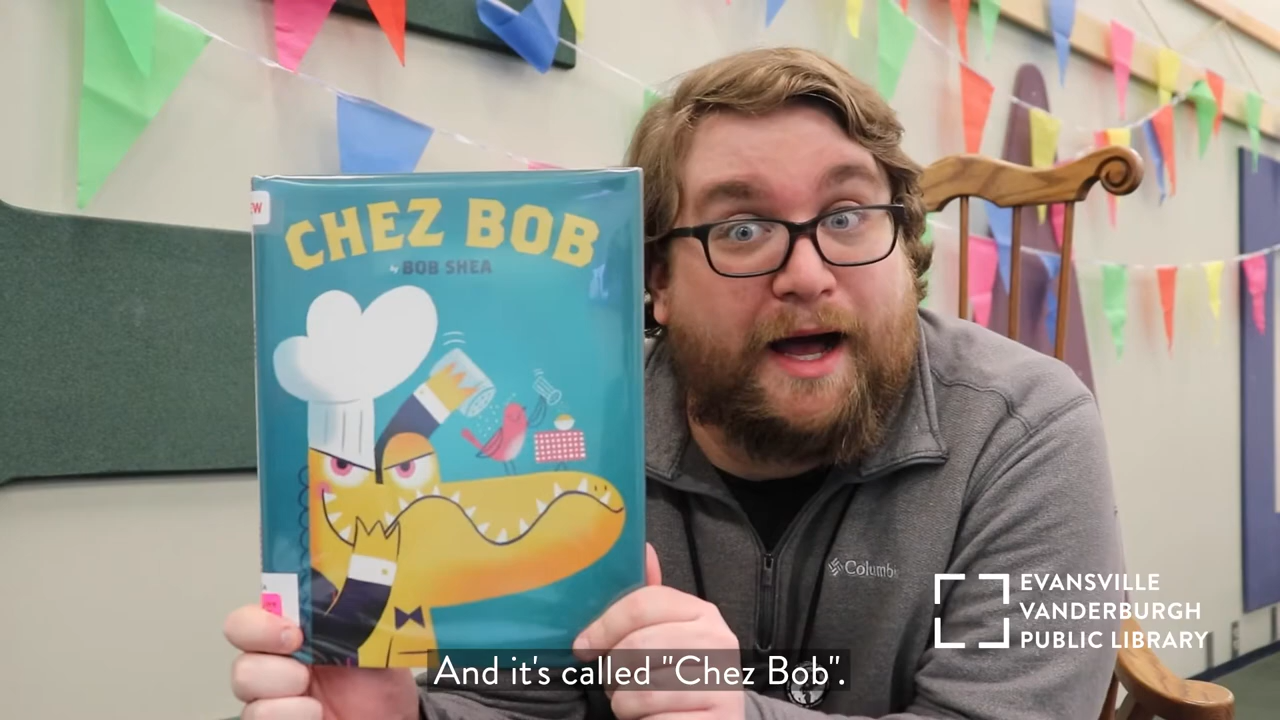 CHEZ BOB
by BOB SHEA
Columbia
EVANSVILLE
VANDERBURGH
PUBLIC LIBRARY
And it's called "Chez Bob".